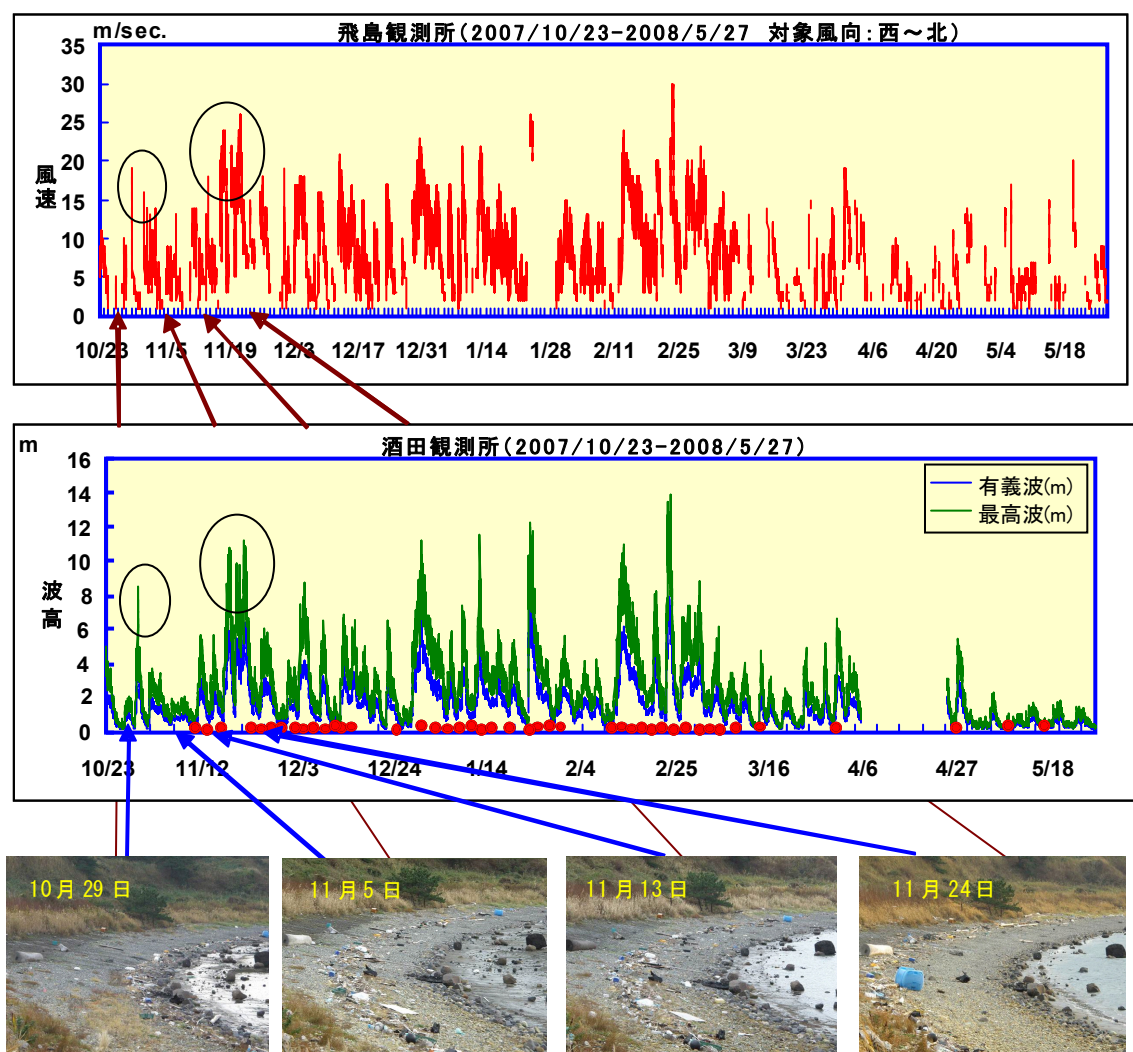 m/sec.
飛島観測所(2007/10/23-2008/5/27 対象風向:西～北)
35
30
25
20
15
10
5
0
風速
10/23 11/5 11/19 12/3 12/17 12/31 1/14 1/28 2/11 2/25 3/9 3/23 4/6 4/20 5/4 5/18
m
酒田観測所(2007/10/23-2008/5/27)
16
14
12
10
8
6
4
2
0
波高
有義波(m)
最高波(m)
10/23 11/12 12/3 12/24 1/14 2/4 2/25 3/16 4/6 4/27 5/18
10月29日
11月5日
11月13日
11月24日